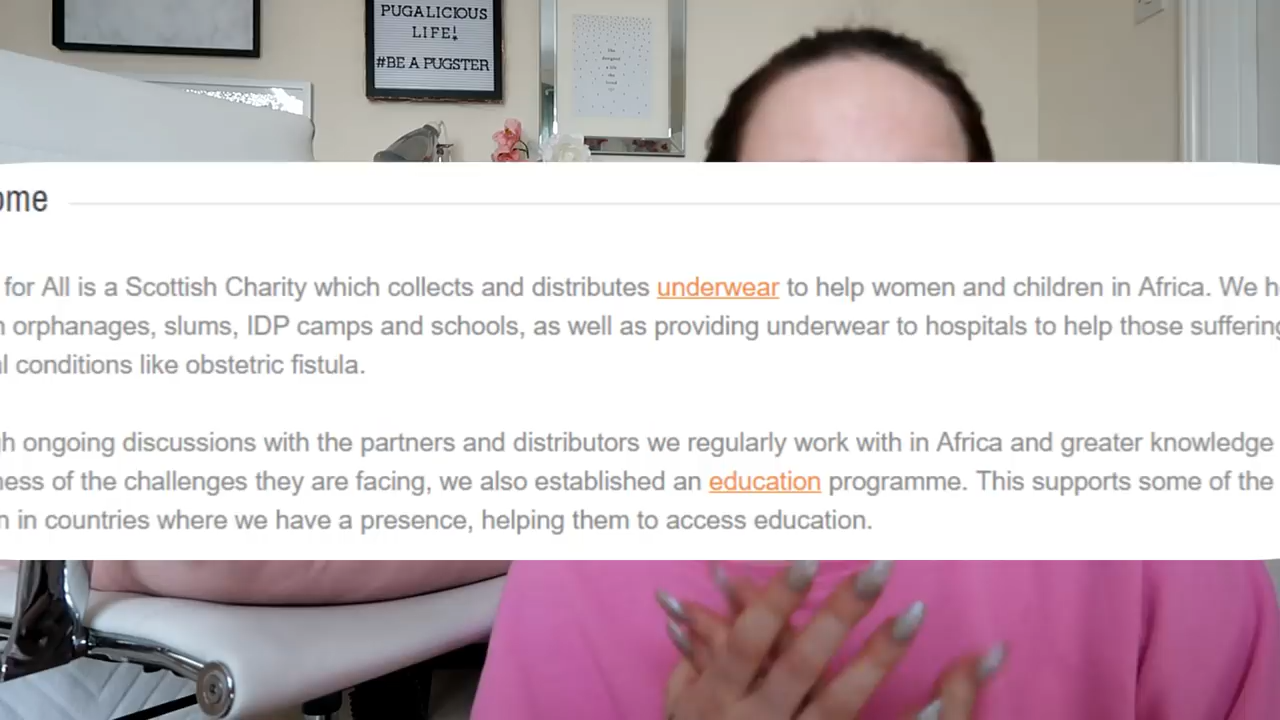 PUGALICIOUS
LIFE!
#BE A PUGSTER
ome
for All is a Scottish Charity which collects and distributes underwear to help women and children in Africa. We h
n orphanages, slums, IDP camps and schools, as well as providing underwear to hospitals to help those suffering
l conditions like obstetric fistula.
h ongoing discussions with the partners and distributors we regularly work with in Africa and greater knowledge
ness of the challenges they are facing, we also established an education programme. This supports some of the
n in countries where we have a presence, helping them to access education.